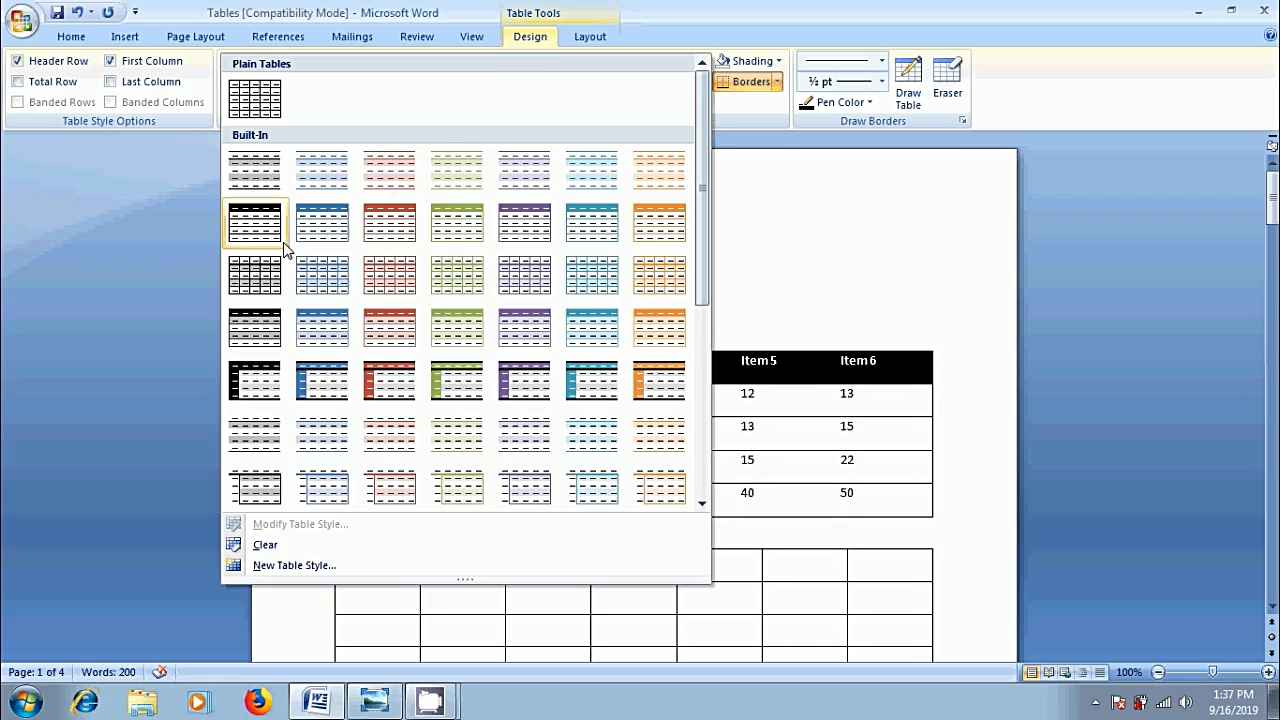 Tables [Compatibility Mode] - Microsoft Word
Table Tools
Home Insert Page Layout References Mailings Review View Design Layout
Header Row First Column
Total Row Last Column
Banded Rows Banded Columns
Table Style Options
Plain Tables
Built-In
Modify Table Style...
Clear
New Table Style...
Shading
Borders
½ pt
Pen Color
Draw Table
Eraser
Draw Borders
Item 5 Item 6
12 13
13 15
15 22
40 50
Page: 1 of 4 Words: 200 100%
1:37 PM
9/16/2019